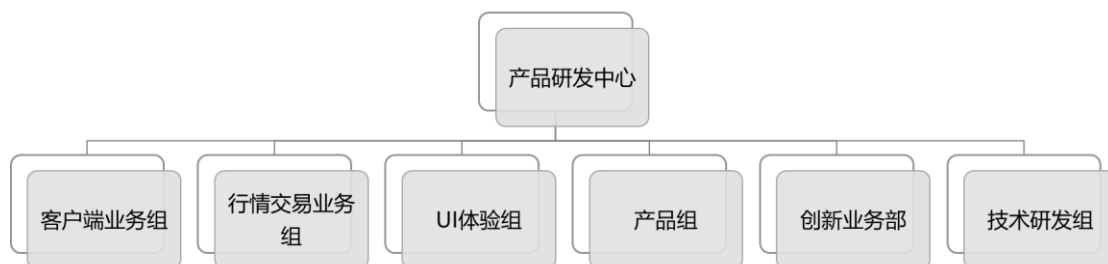 产品研发中心
客户端业务组
行情交易业务
组
UI体验组
产品组
创新业务部
技术研发组